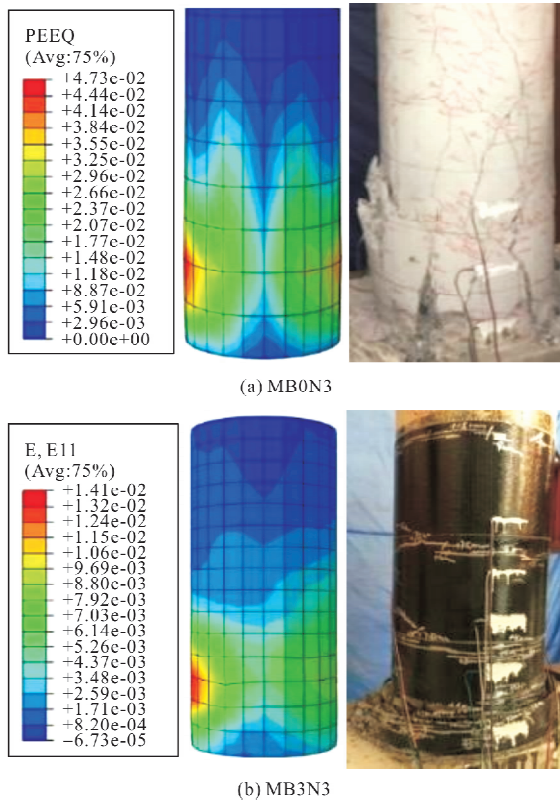 PEEQ
(Avg:75%)
+4.73e-02
+4.44e-02
+4.14e-02
+3.84e-02
+3.55e-02
+3.25e-02
+2.96e-02
+2.66e-02
+2.37e-02
+2.07e-02
+1.77e-02
+1.48e-02
+1.18e-02
+8.87e-02
+5.91e-03
+2.96e-03
+0.00e+00
(a) MB0N3
E, E11
(Avg:75%)
+1.41e-02
+1.32e-02
+1.24e-02
+1.15e-02
+1.06e-02
+9.69e-03
+8.80e-03
+7.92e-03
+7.03e-03
+6.14e-03
+5.26e-03
+4.37e-03
+3.48e-03
+2.59e-03
+1.71e-03
+8.20e-04
−6.73e-05
(b) MB3N3